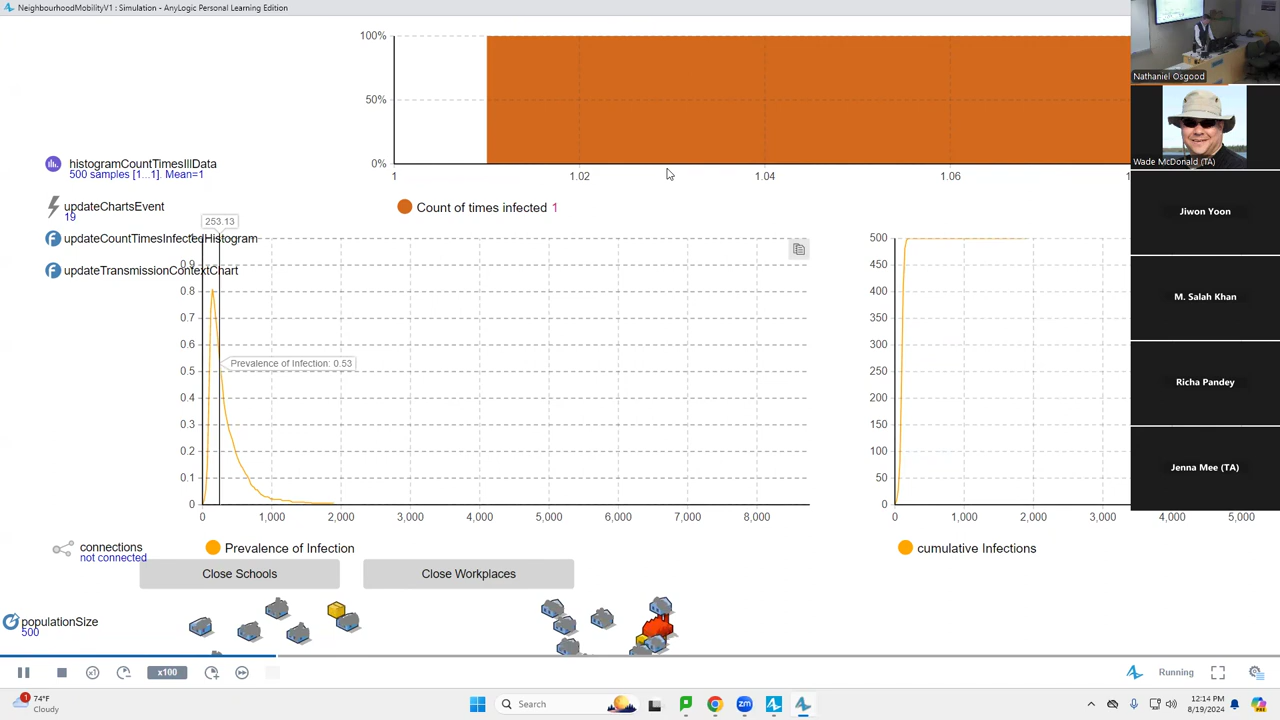 NeighbourhoodMobilityV1 : Simulation - AnyLogic Personal Learning Edition
100%
50%
0%
1
1.02
1.04
1.06
1
Count of times infected 1
histogramCountTimesIllData
500 samples [1...1]. Mean=1
updateChartsEvent
19
updateCountTimesInfectedHistogram
updateTransmissionContextChart
253.13
0.9
0.8
0.7
0.6
0.5
0.4
0.3
0.2
0.1
0
Prevalence of Infection: 0.53
0
1,000
2,000
3,000
4,000
5,000
6,000
7,000
8,000
Prevalence of Infection
500
450
400
350
300
250
200
150
100
50
0
0
1,000
2,000
3,000
4,000
5,000
cumulative Infections
connections
not connected
Close Schools
Close Workplaces
populationSize
500
Nathaniel Osgood
Wade McDonald (TA)
Jiwon Yoon
M. Salah Khan
Richa Pandey
Jenna Mee (TA)
x1
x100
Running
1
74°F
Cloudy
Search
zm
12:14 PM
8/19/2024
PRE